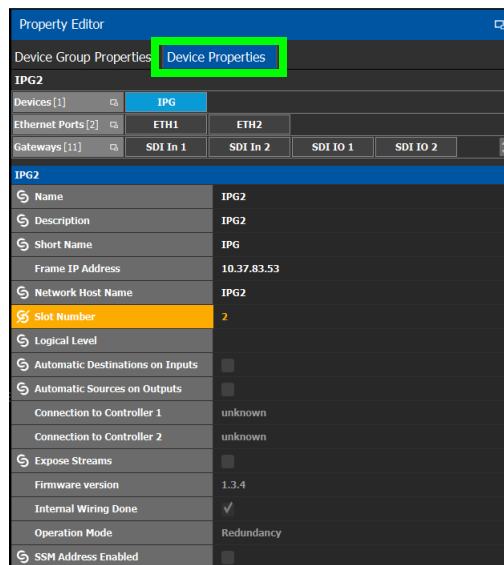 Property Editor
Device Group Properties Device Properties
IPG2
Devices [1] IPG
Ethernet Ports [2] ETH1 ETH2
Gateways [11] SDI In 1 SDI In 2 SDI IO 1 SDI IO 2
IPG2
Name IPG2
Description IPG2
Short Name IPG
Frame IP Address 10.37.83.53
Network Host Name IPG2
Slot Number 2
Logical Level
Automatic Destinations on Inputs
Automatic Sources on Outputs
Connection to Controller 1 unknown
Connection to Controller 2 unknown
Expose Streams
Firmware version 1.3.4
Internal Wiring Done
Operation Mode Redundancy
SSM Address Enabled